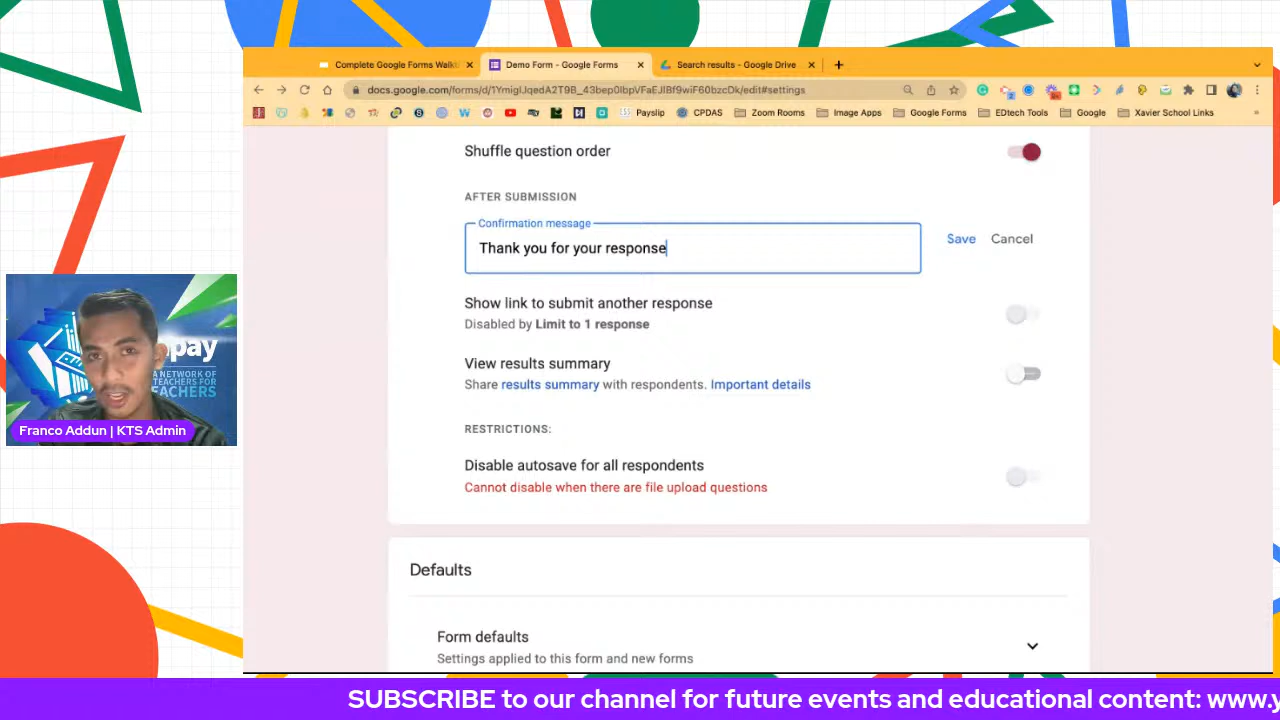 Complete Google Forms Walkt
Demo Form - Google Forms
Search results - Google Drive
docs.google.com/forms/d/1YmigIJqedA2T9B_43bep0IbpVFaEJlBf9wiF60bzcDk/edit#settings
Payslip
CPDAS
Zoom Rooms
Image Apps
Google Forms
EDtech Tools
Google
Xavier School Links
Shuffle question order
AFTER SUBMISSION
Confirmation message
Thank you for your response
Save
Cancel
Show link to submit another response
Disabled by Limit to 1 response
View results summary
Share results summary with respondents. Important details
RESTRICTIONS:
Disable autosave for all respondents
Cannot disable when there are file upload questions
Defaults
Form defaults
Settings applied to this form and new forms
pay
A NETWORK OF
TEACHERS FOR
TEACHERS
Franco Addun | KTS Admin
SUBSCRIBE to our channel for future events and educational content: www.y